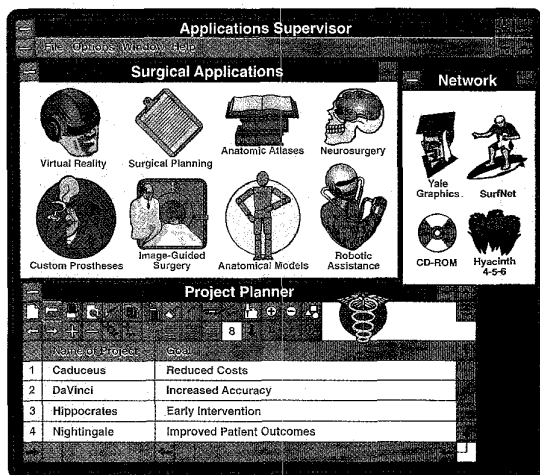 Applications Supervisor
File Options Window Help
Surgical Applications
Network
Virtual Reality
Surgical Planning
Anatomic Atlases
Neurosurgery
Yale
Graphics
SurfNet
Custom Prostheses
Image-Guided
Surgery
Anatomical Models
Robotic
Assistance
CD-ROM
Hyacinth
4-5-6
Project Planner
8
Name of Project Goal
1 Caduceus Reduced Costs
2 DaVinci Increased Accuracy
3 Hippocrates Early Intervention
4 Nightingale Improved Patient Outcomes